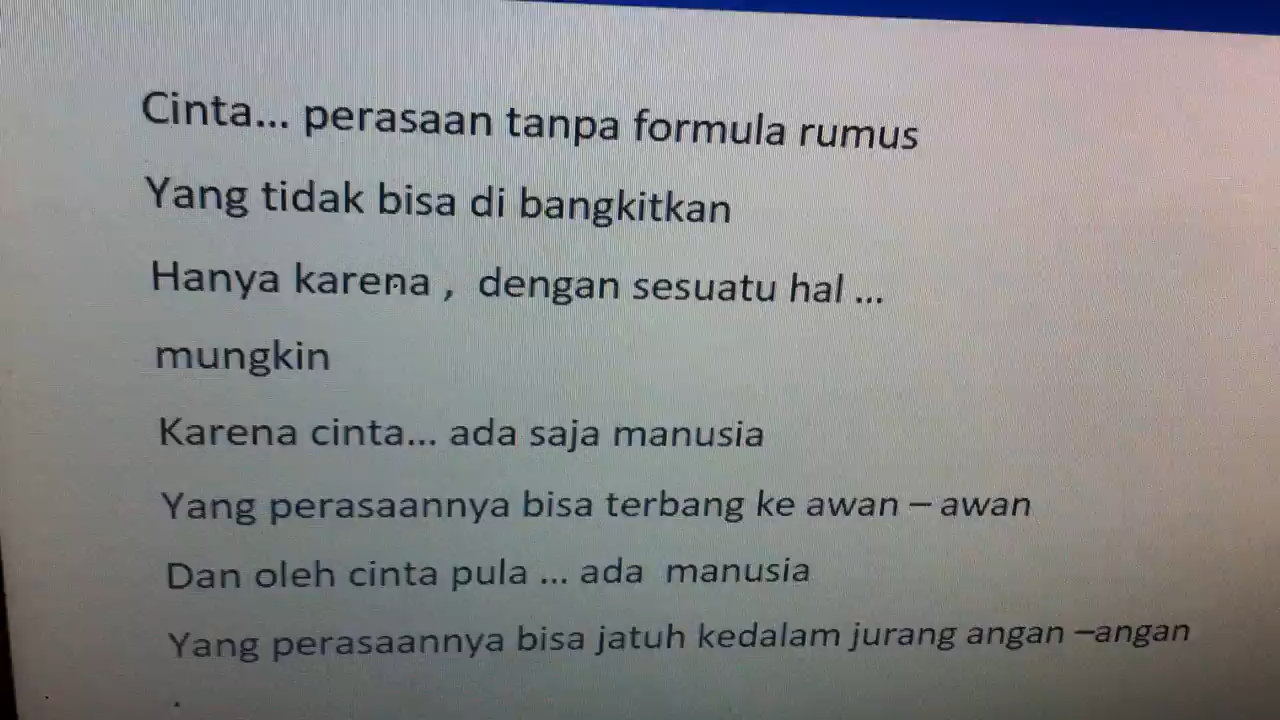 Cinta... perasaan tanpa formula rumus
Yang tidak bisa di bangkitkan
Hanya karena , dengan sesuatu hal ...
mungkin
Karena cinta... ada saja manusia
Yang perasaannya bisa terbang ke awan – awan
Dan oleh cinta pula ... ada manusia
Yang perasaannya bisa jatuh kedalam jurang angan –angan